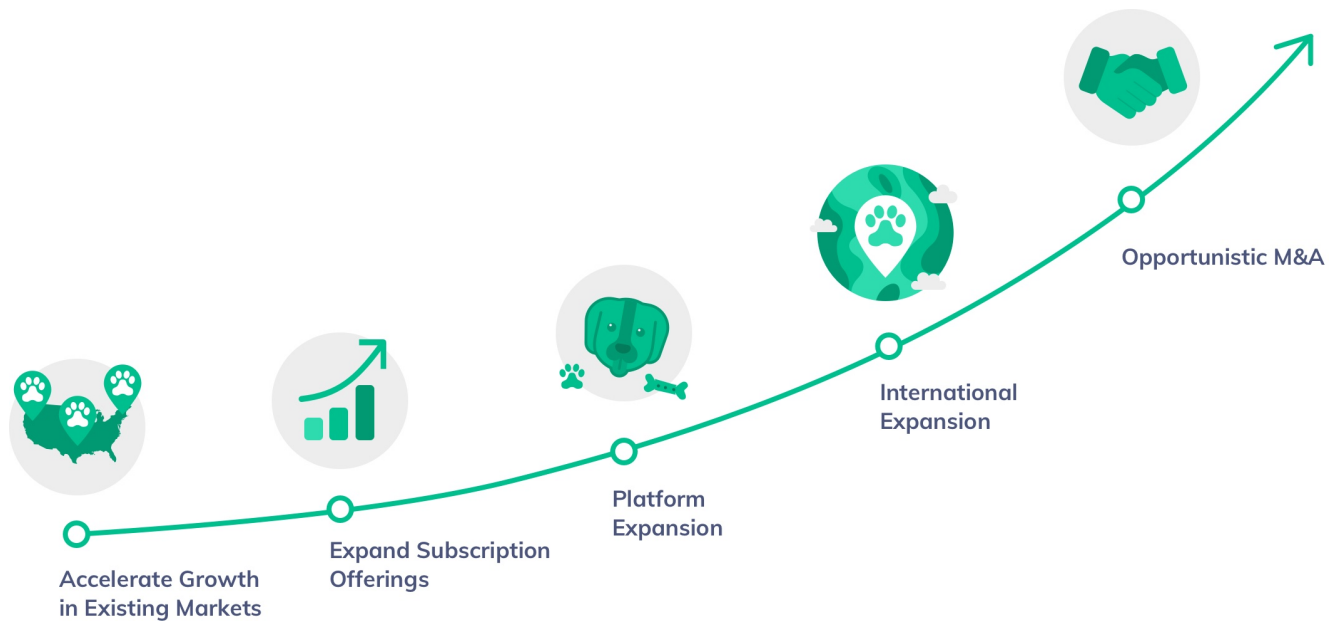 Accelerate Growth
in Existing Markets
Expand Subscription
Offerings
Platform
Expansion
International
Expansion
Opportunistic M&A